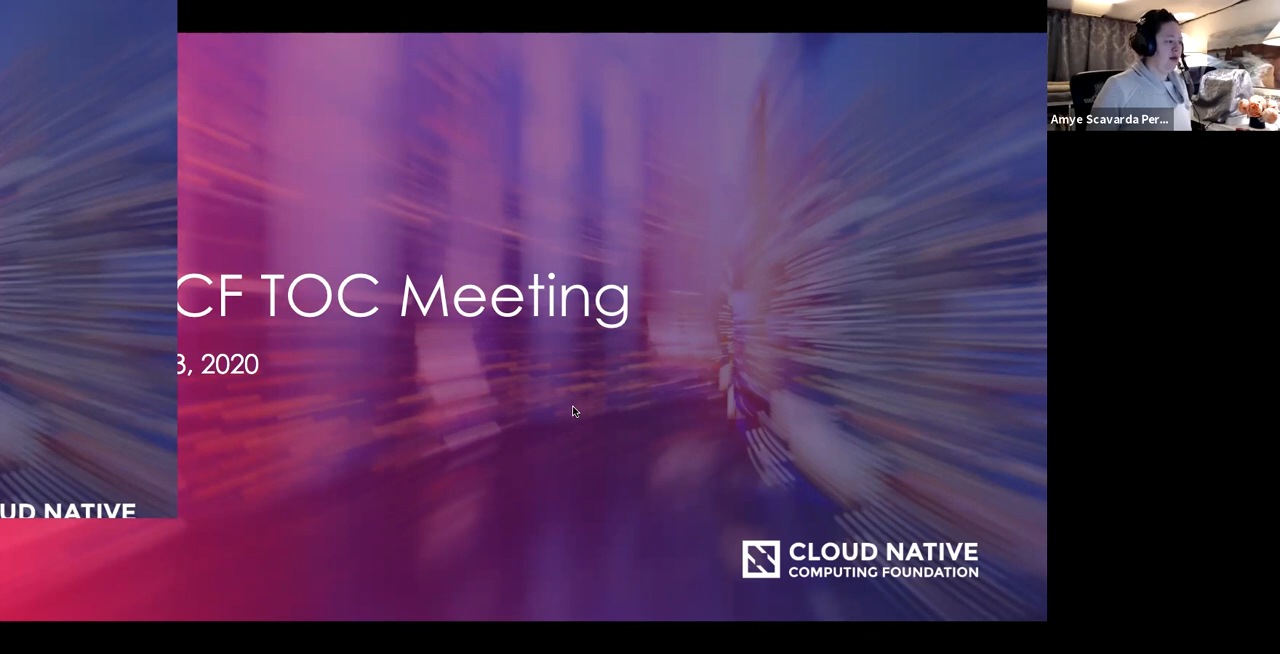 CF TOC Meeting
3, 2020
UD NATIVE
CLOUD NATIVE
COMPUTING FOUNDATION
Amye Scavarda Per...